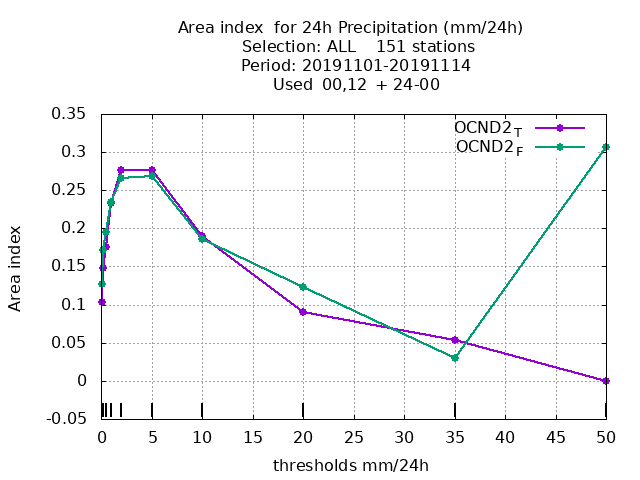 Area index  for 24h Precipitation (mm/24h)
Selection: ALL    151 stations
Period: 20191101-20191114
Used  00,12  + 24-00
OCND2T
OCND2F
0.35
0.3
0.25
0.2
0.15
0.1
0.05
0
-0.05
Area index
0 5 10 15 20 25 30 35 40 45 50
thresholds mm/24h